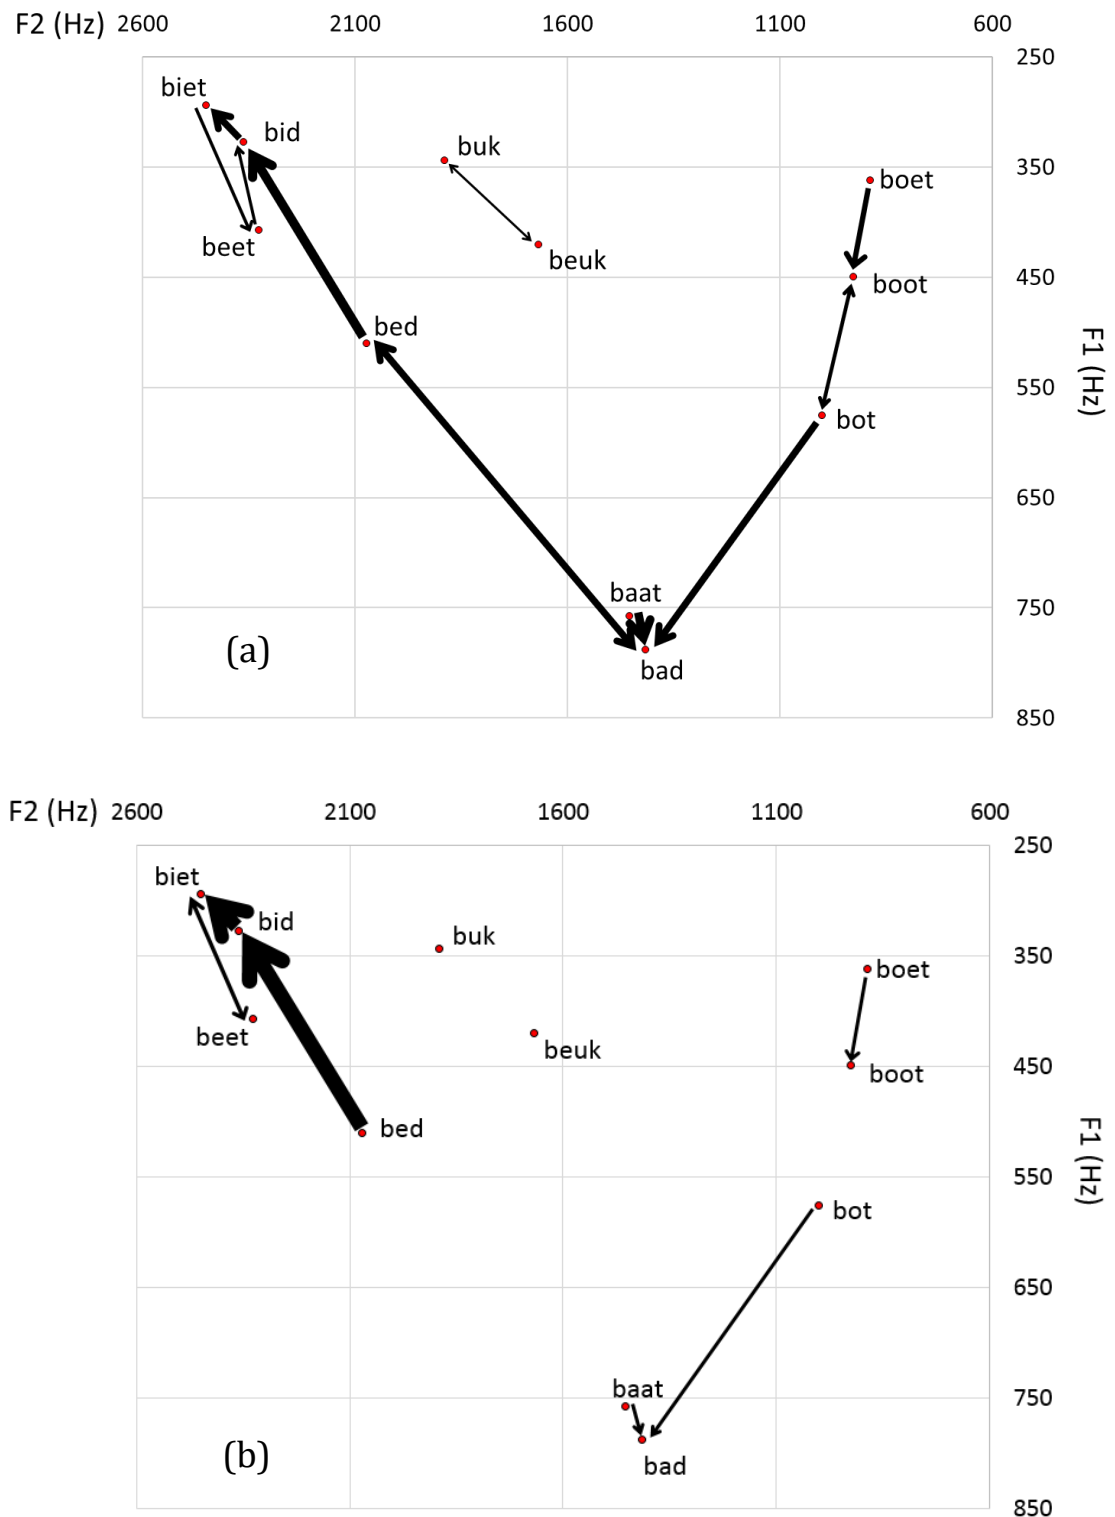 F2 (Hz) 2600 2100 1600 1100 600
250
biet
bid
buk
350
boet
beet
beuk
450
boot
bed
F1 (Hz)
550
bot
650
baat
750
(a)
bad
850
F2 (Hz) 2600 2100 1600 1100 600
250
biet
bid
buk
350
boet
beet
beuk
450
boot
bed
F1 (Hz)
550
bot
650
baat
750
(b)
bad
850